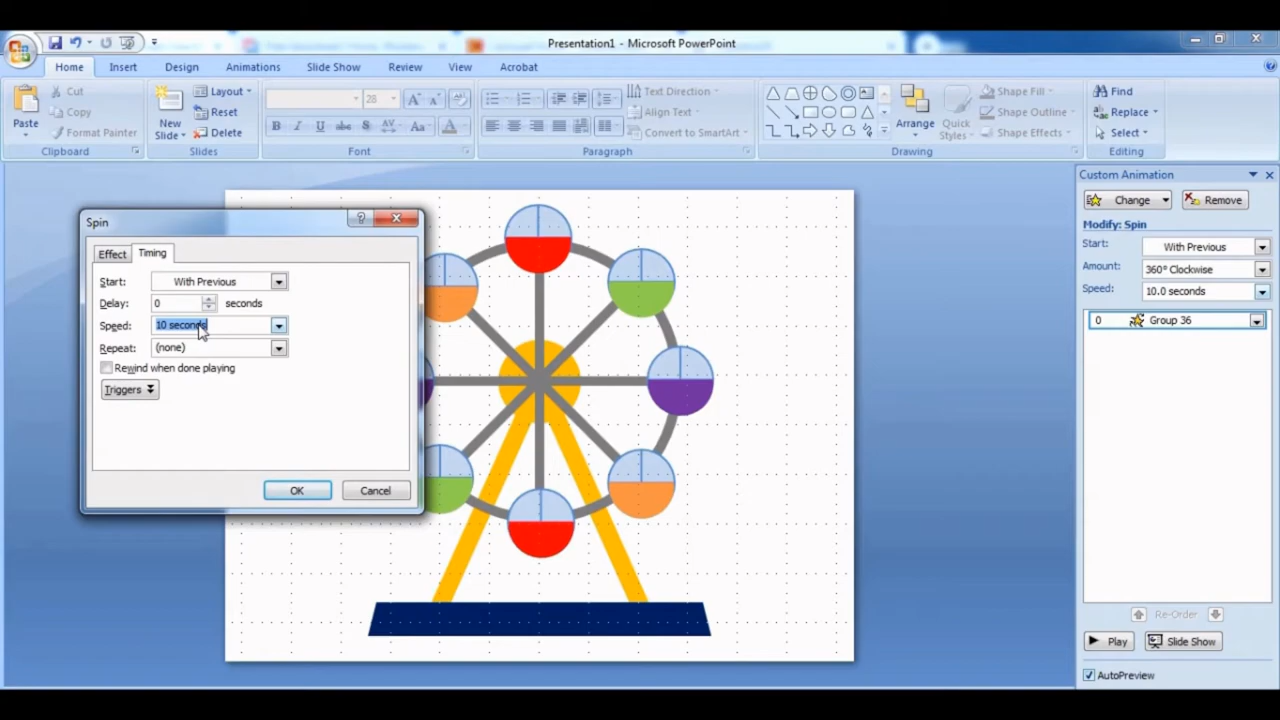 Presentation1 - Microsoft PowerPoint
Home Insert Design Animations Slide Show Review View Acrobat
Paste
Cut
Copy
Format Painter
Clipboard
New
Slide
Layout
Reset
Delete
Slides
28
B I U abc S AV Aa A
Font
Text Direction
Align Text
Convert to SmartArt
Paragraph
Arrange
Quick
Styles
Shape Fill
Shape Outline
Shape Effects
Drawing
Find
Replace
Select
Editing
Spin
Effect Timing
Start: With Previous
Delay: 0 seconds
Speed: 10 seconds
Repeat: (none)
Rewind when done playing
Triggers
OK Cancel
Custom Animation
Change Remove
Modify: Spin
Start: With Previous
Amount: 360° Clockwise
Speed: 10.0 seconds
0 Group 36
Re-Order
Play Slide Show
AutoPreview